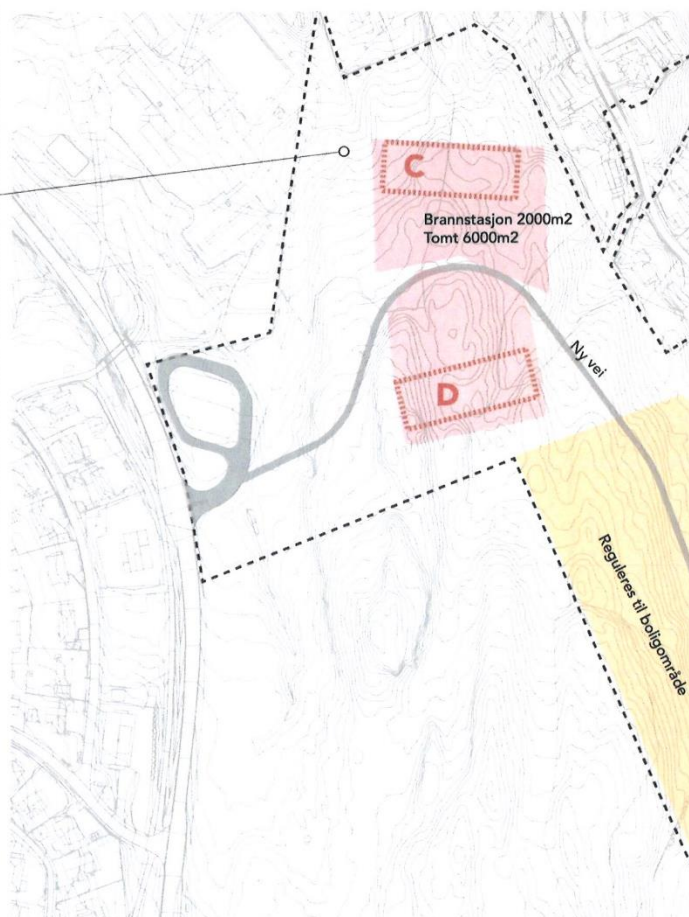 C
Brannstasjon 2000m2
Tomt 6000m2
Ny vei
D
Reguleres til boligområde